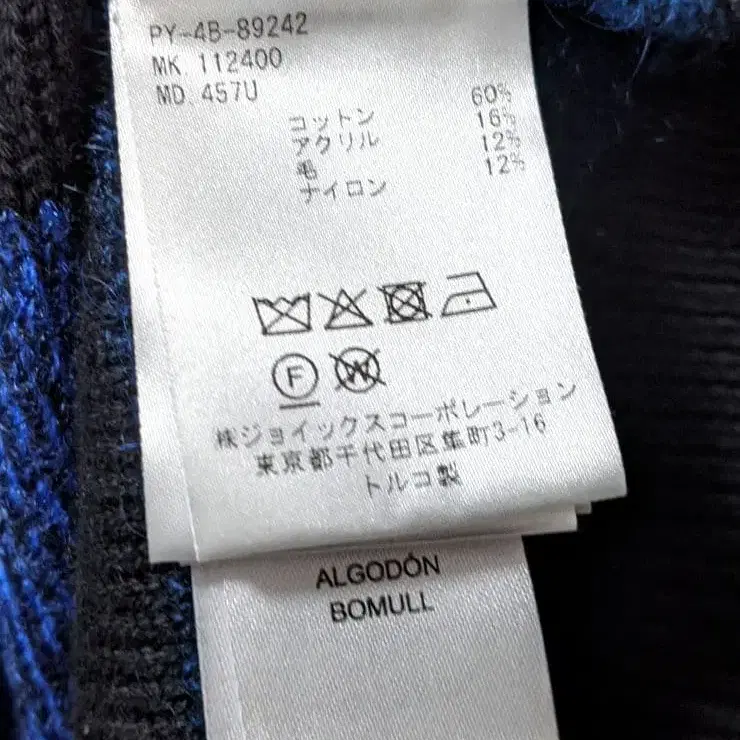 PY-4B-89242
MK 112400
MD 457U
コットン 60%
アクリル 16%
毛 12%
ナイロン 12%
F W
㈱ジョイックスコーポレーション
東京都千代田区隼町3-16
トルコ製
ALGODÓN
BOMULL